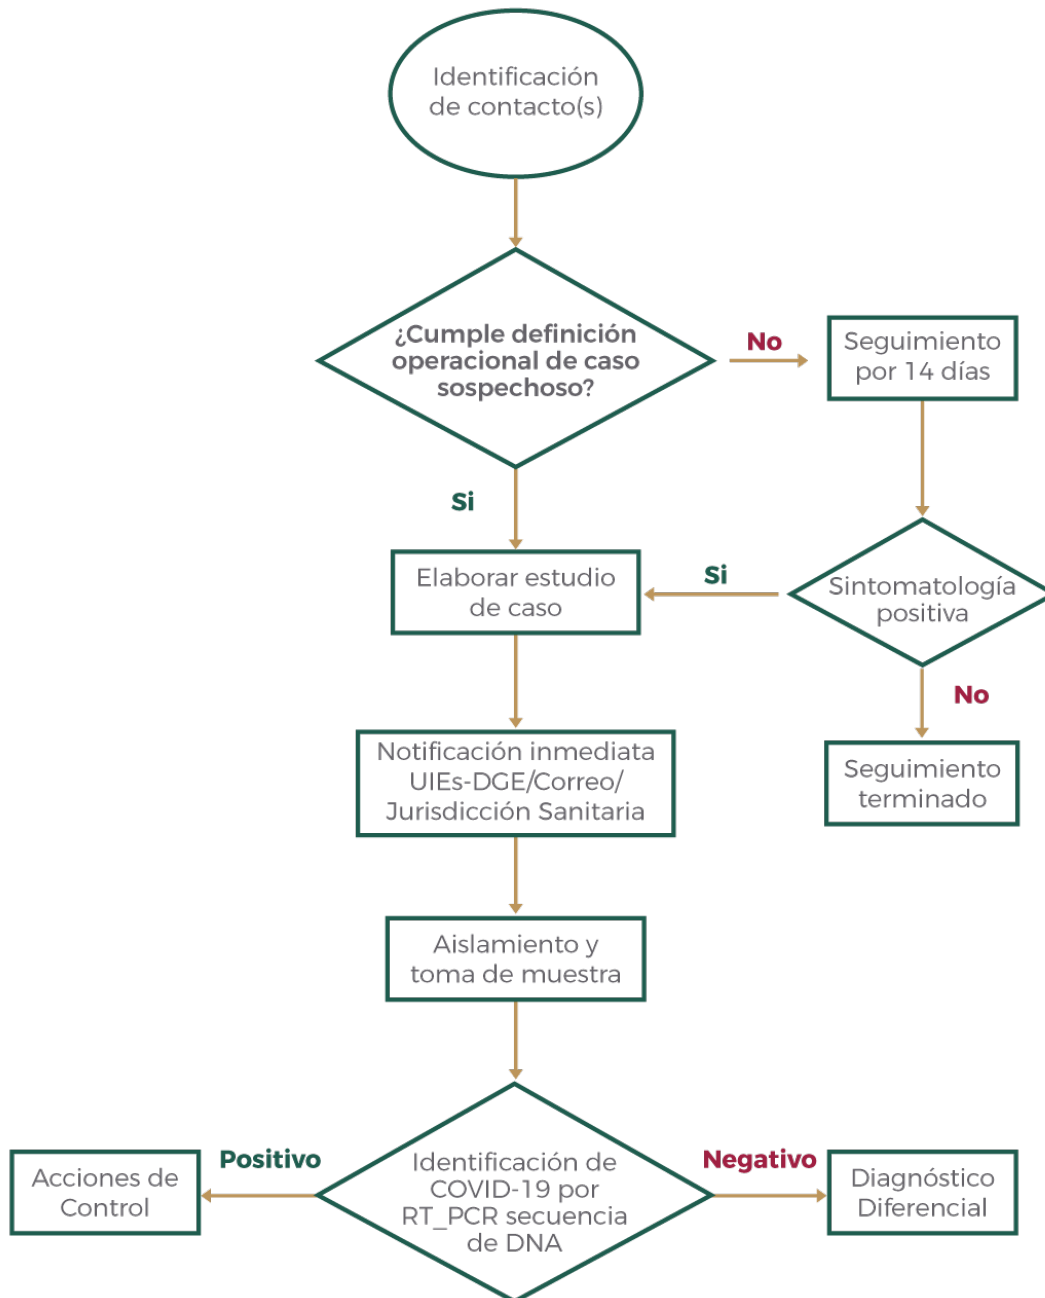 Identificación
de contacto(s)
¿Cumple definición
operacional de caso
sospechoso?
No
Seguimiento
por 14 días
Si
Elaborar estudio
de caso
Si
Sintomatología
positiva
No
Notificación inmediata
UIEs-DGE/Correo/
Jurisdicción Sanitaria
Seguimiento
terminado
Aislamiento y
toma de muestra
Positivo
Acciones de
Control
Identificación de
COVID-19 por
RT_PCR secuencia
de DNA
Negativo
Diagnóstico
Diferencial